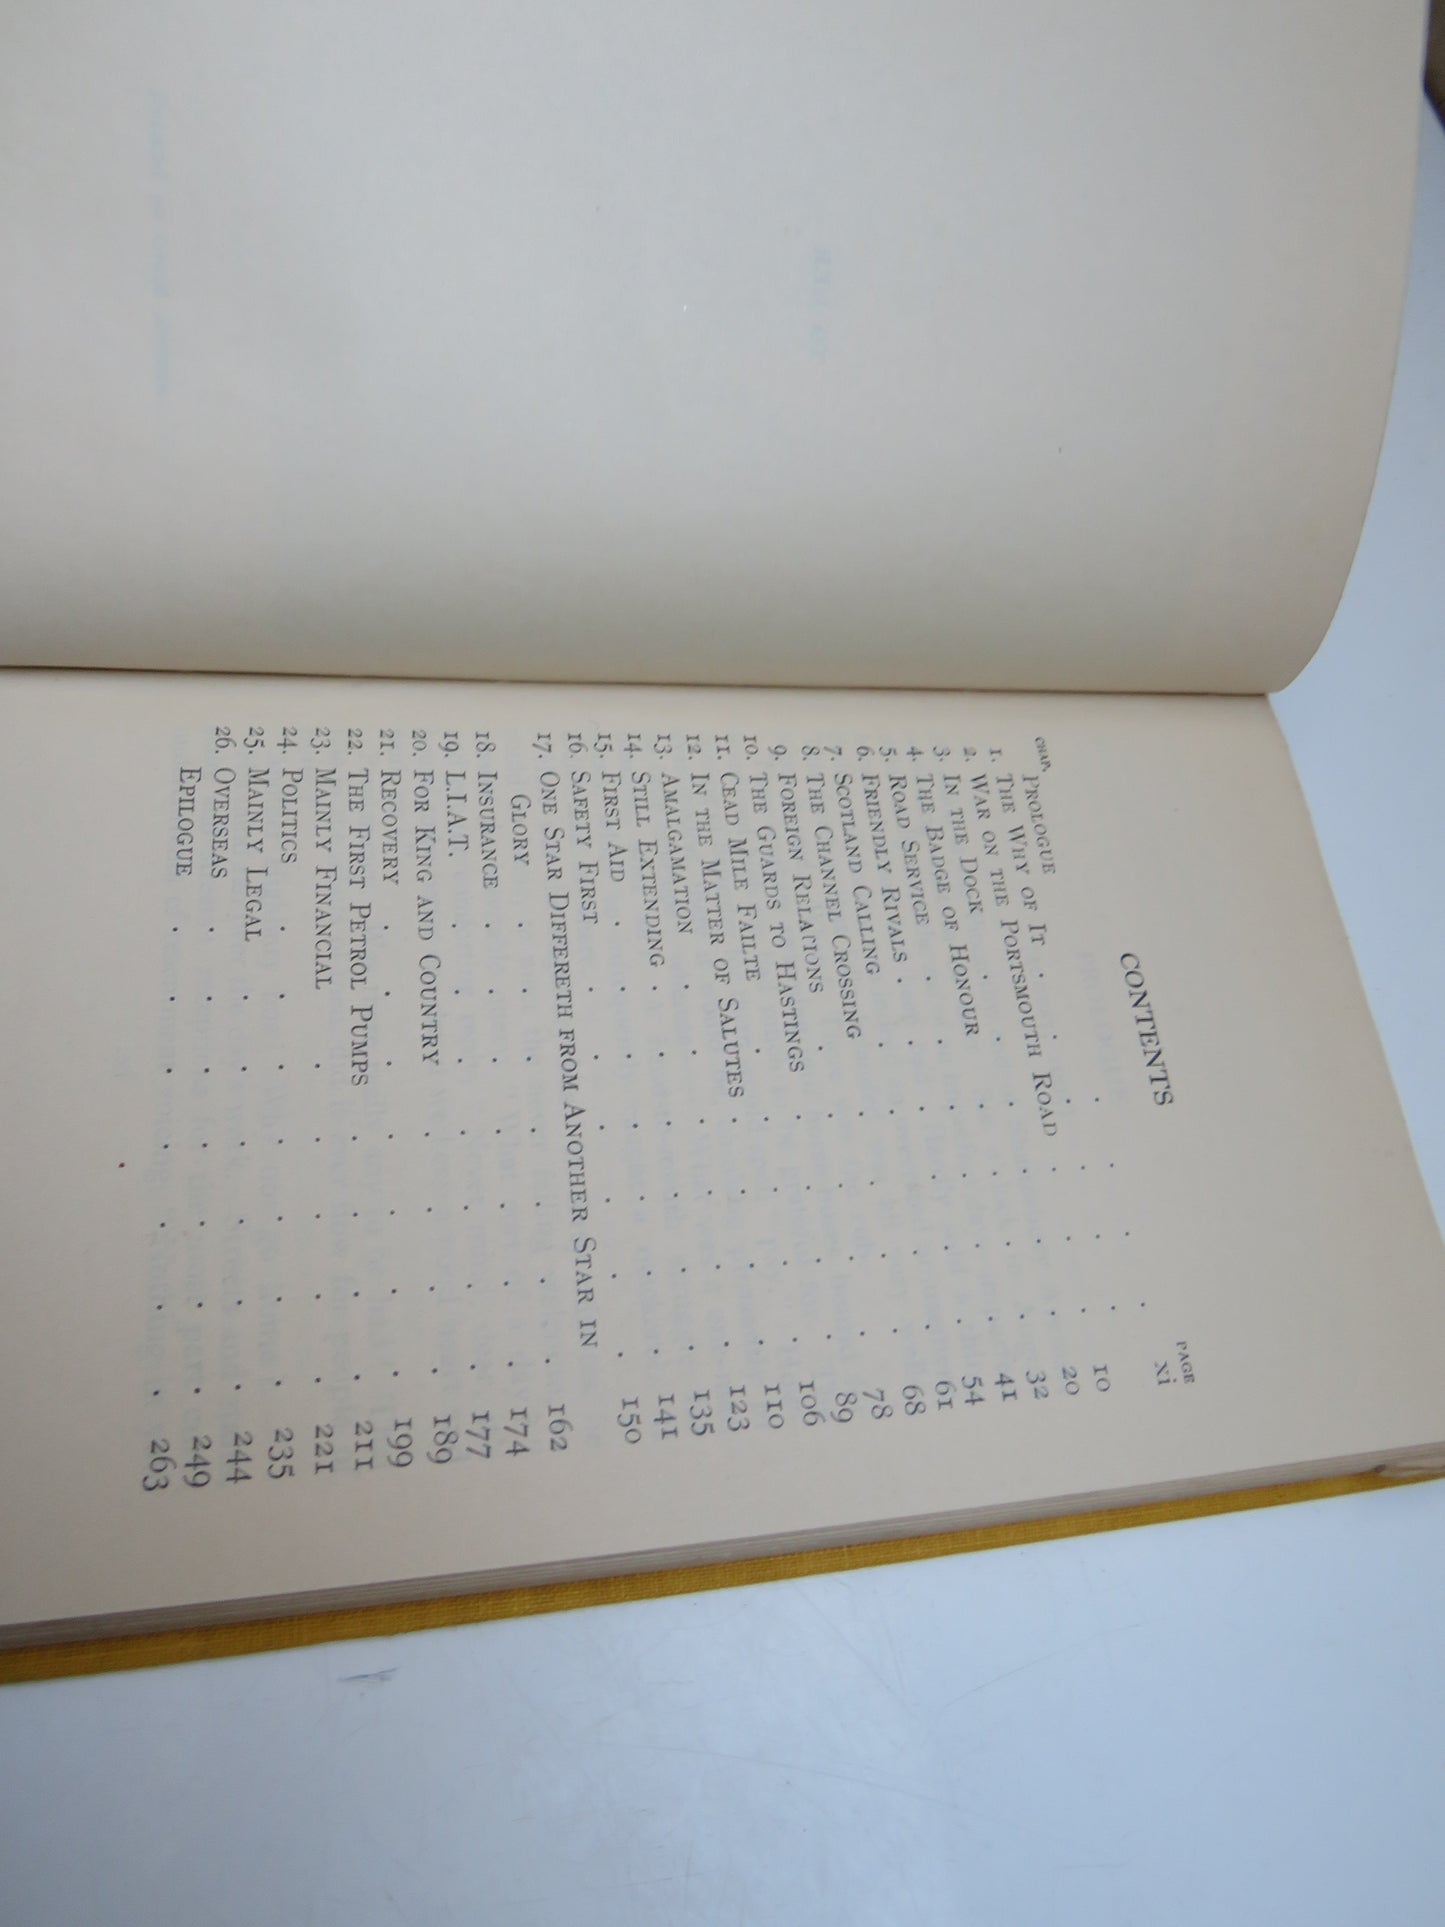 CONTENTS
CHAP. PAGE
PROLOGUE . . . . xi
1. THE WHY OF IT . . . . .
2. WAR ON THE PORTSMOUTH ROAD . . . 10
3. IN THE DOCK . . . . . . 20
4. THE BADGE OF HONOUR . . . . 32
5. ROAD SERVICE . . . . . . 41
6. FRIENDLY RIVALS . . . . . . 54
7. SCOTLAND CALLING . . . . . 61
8. THE CHANNEL CROSSING . . . . 68
9. FOREIGN RELATIONS . . . . . 78
10. THE GUARDS TO HASTINGS . . . . 89
11. CEAD MILE FAILTE . . . . . 106
12. IN THE MATTER OF SALUTES . . . . 110
13. AMALGAMATION . . . . . . 123
14. STILL EXTENDING . . . . . . 135
15. FIRST AID . . . . . . . 141
16. SAFETY FIRST . . . . . . 150
17. ONE STAR DIFFERETH FROM ANOTHER STAR IN
GLORY . . . . . . . 162
18. INSURANCE . . . . . . . 174
19. L.I.A.T. . . . . . . . 177
20. FOR KING AND COUNTRY . . . . 189
21. RECOVERY . . . . . . . 199
22. THE FIRST PETROL PUMPS . . . . 211
23. MAINLY FINANCIAL . . . . . 221
24. POLITICS . . . . . . . 235
25. MAINLY LEGAL . . . . . . 244
26. OVERSEAS . . . . . . . 249
EPILOGUE . . . . . . . 263